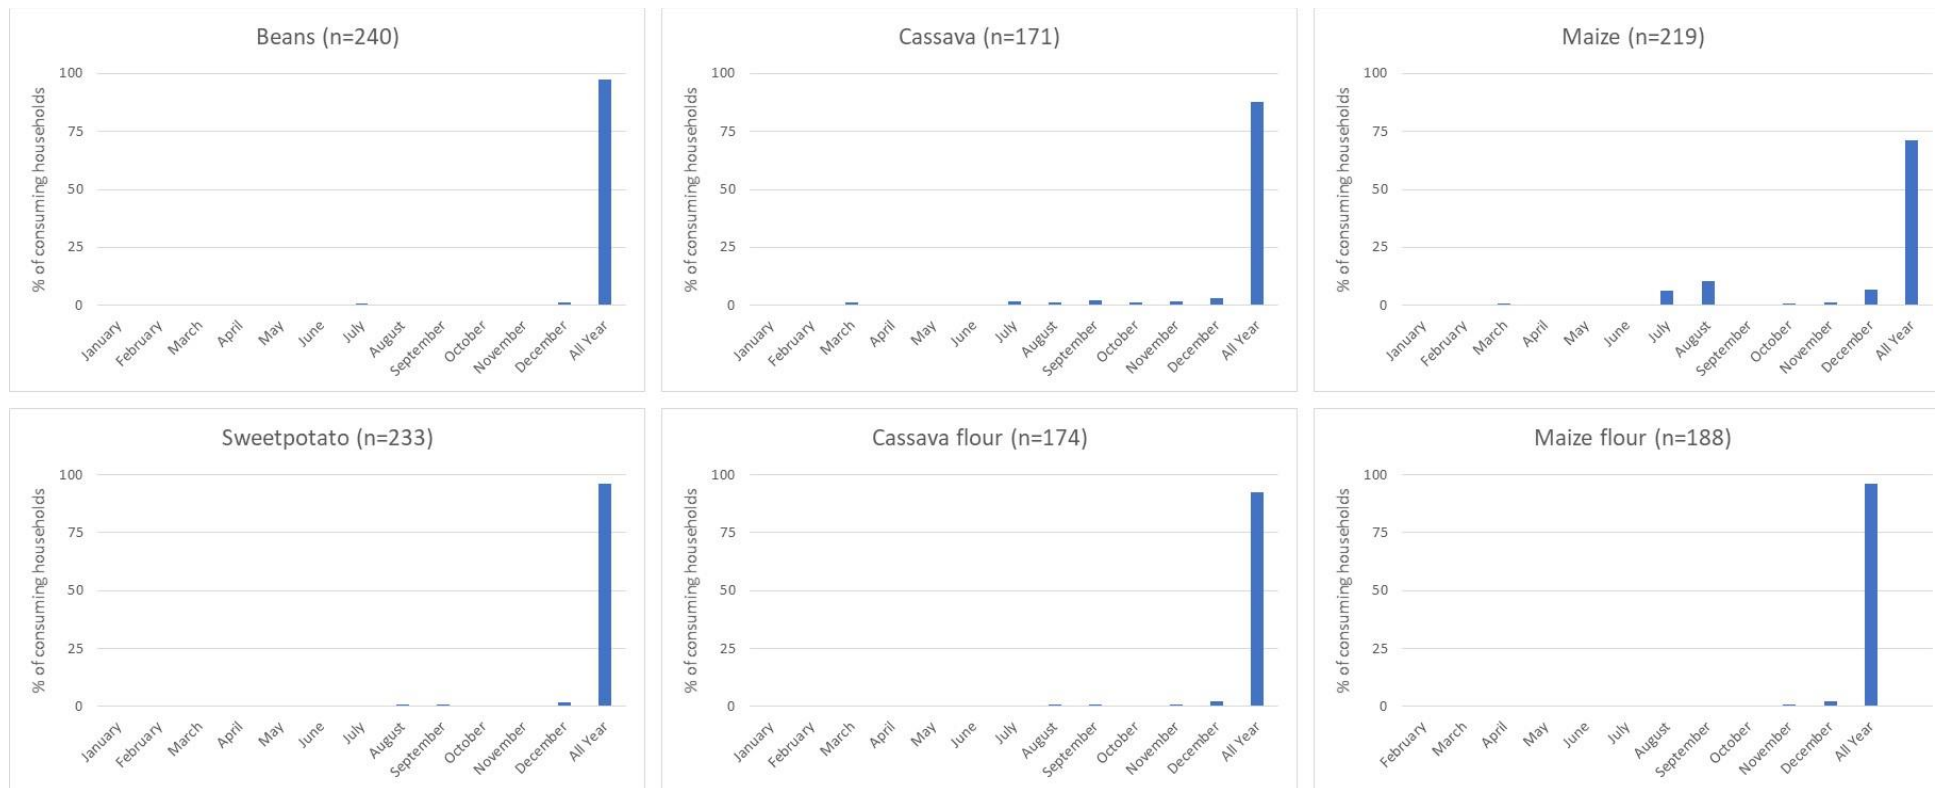 Beans (n=240)
% of consuming households
100
75
50
25
0
January
February
March
April
May
June
July
August
September
October
November
December
All Year
Cassava (n=171)
% of consuming households
100
75
50
25
0
January
February
March
April
May
June
July
August
September
October
November
December
All Year
Maize (n=219)
% of consuming households
100
75
50
25
0
January
February
March
April
May
June
July
August
September
October
November
December
All Year
Sweetpotato (n=233)
% of consuming households
100
75
50
25
0
January
February
March
April
May
June
July
August
September
October
November
December
All Year
Cassava flour (n=174)
% of consuming households
100
75
50
25
0
January
February
March
April
May
June
July
August
September
October
November
December
All Year
Maize flour (n=188)
% of consuming households
100
75
50
25
0
February
March
April
May
June
July
August
September
October
November
December
All Year